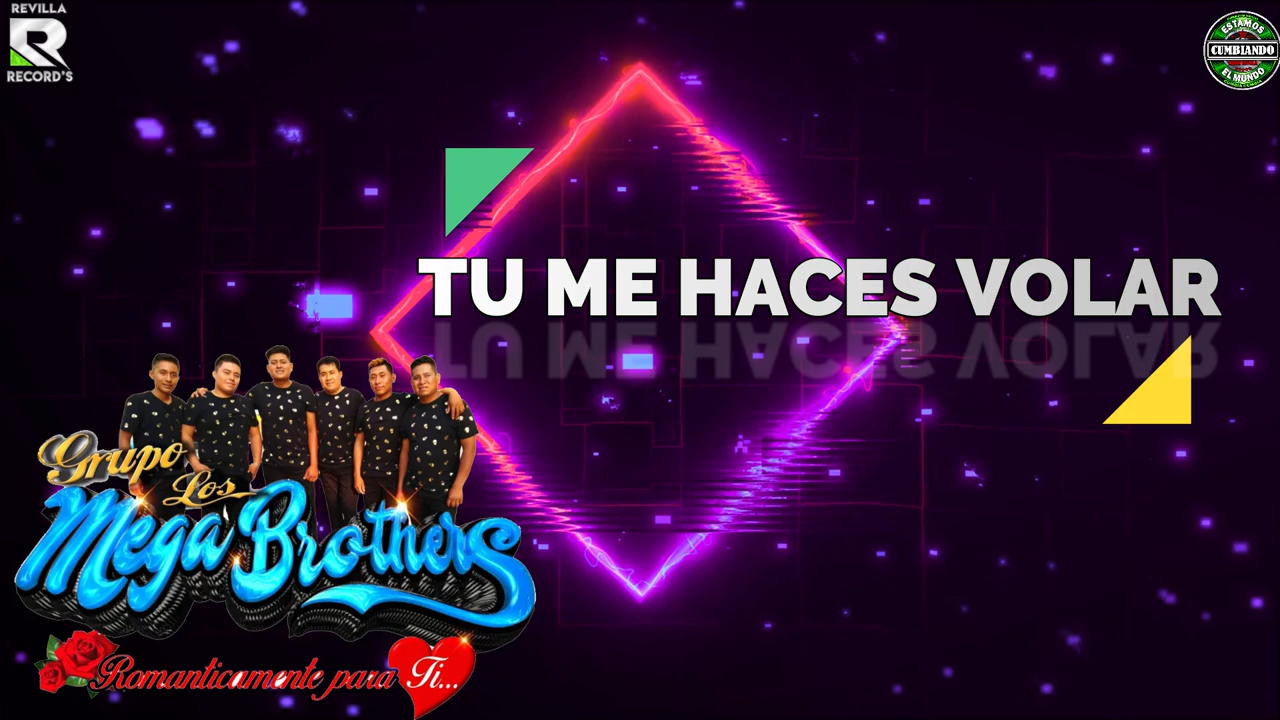 REVILLA
R
RECORD'S
ESTAMOS
CUMBIANDO
EL MUNDO
TU ME HACES VOLAR
Grupo
Los
Mega Brothers
Romanticamente para Ti...